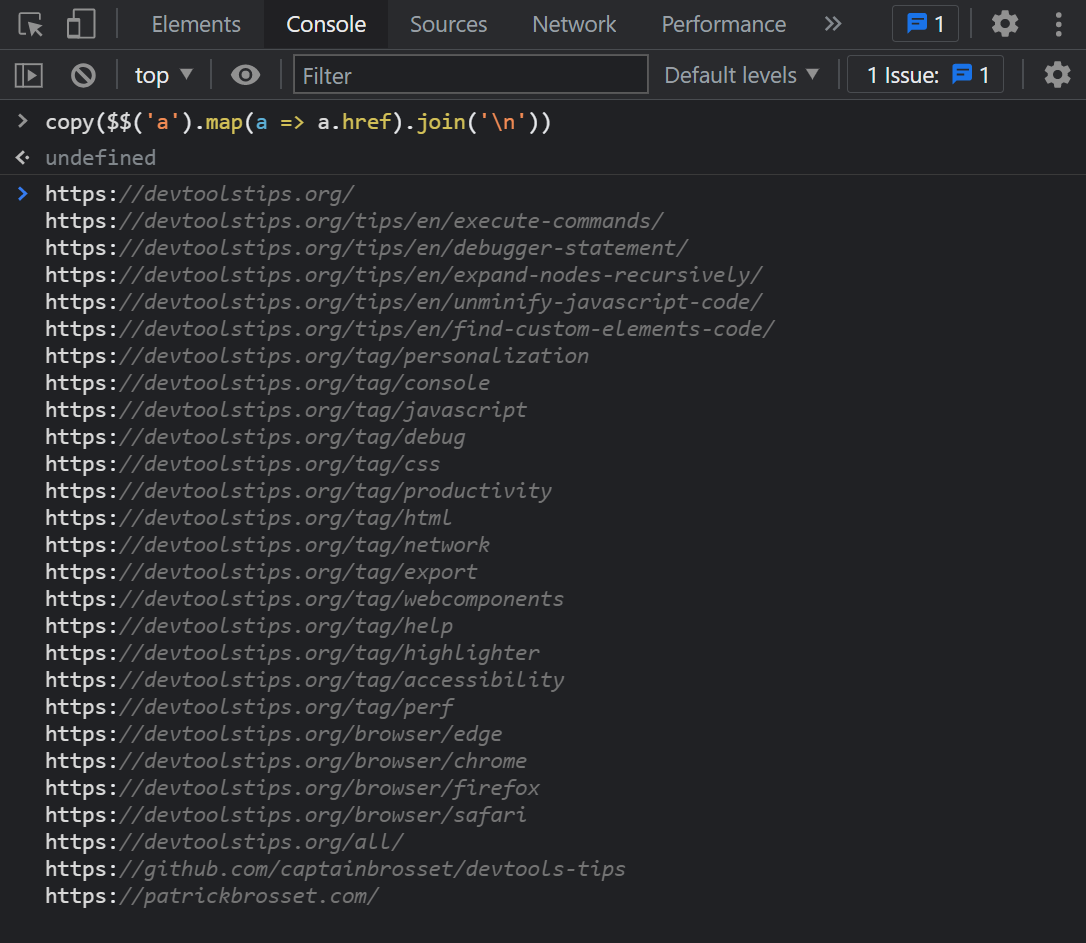 Elements Console Sources Network Performance 1
top Filter Default levels 1 Issue: 1
copy($$('a').map(a => a.href).join('\n'))
undefined
https://devtoolstips.org/
https://devtoolstips.org/tips/en/execute-commands/
https://devtoolstips.org/tips/en/debugger-statement/
https://devtoolstips.org/tips/en/expand-nodes-recursively/
https://devtoolstips.org/tips/en/unminify-javascript-code/
https://devtoolstips.org/tips/en/find-custom-elements-code/
https://devtoolstips.org/tag/personalization
https://devtoolstips.org/tag/console
https://devtoolstips.org/tag/javascript
https://devtoolstips.org/tag/debug
https://devtoolstips.org/tag/css
https://devtoolstips.org/tag/productivity
https://devtoolstips.org/tag/html
https://devtoolstips.org/tag/network
https://devtoolstips.org/tag/export
https://devtoolstips.org/tag/webcomponents
https://devtoolstips.org/tag/help
https://devtoolstips.org/tag/highlighter
https://devtoolstips.org/tag/accessibility
https://devtoolstips.org/tag/perf
https://devtoolstips.org/browser/edge
https://devtoolstips.org/browser/chrome
https://devtoolstips.org/browser/firefox
https://devtoolstips.org/browser/safari
https://devtoolstips.org/all/
https://github.com/captainbrosset/devtools-tips
https://patrickbrosset.com/